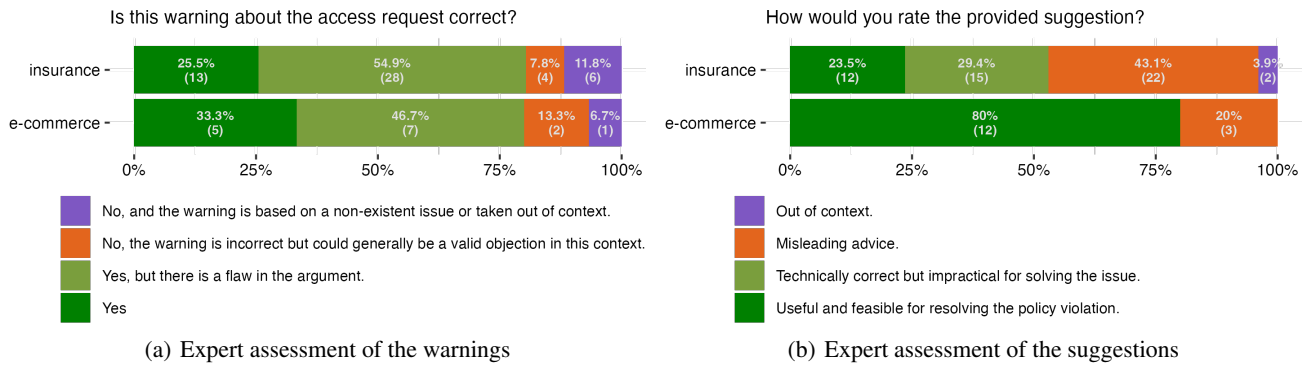 Is this warning about the access request correct?
insurance
25.5% 54.9% 7.8% 11.8%
(13) (28) (4) (6)
e-commerce
33.3% 46.7% 13.3% 6.7%
(5) (7) (2) (1)
0% 25% 50% 75% 100%
No, and the warning is based on a non-existent issue or taken out of context.
No, the warning is incorrect but could generally be a valid objection in this context.
Yes, but there is a flaw in the argument.
Yes
(a) Expert assessment of the warnings
How would you rate the provided suggestion?
insurance
23.5% 29.4% 43.1% 3.9%
(12) (15) (22) (2)
e-commerce
80% 20%
(12) (3)
0% 25% 50% 75% 100%
Out of context.
Misleading advice.
Technically correct but impractical for solving the issue.
Useful and feasible for resolving the policy violation.
(b) Expert assessment of the suggestions